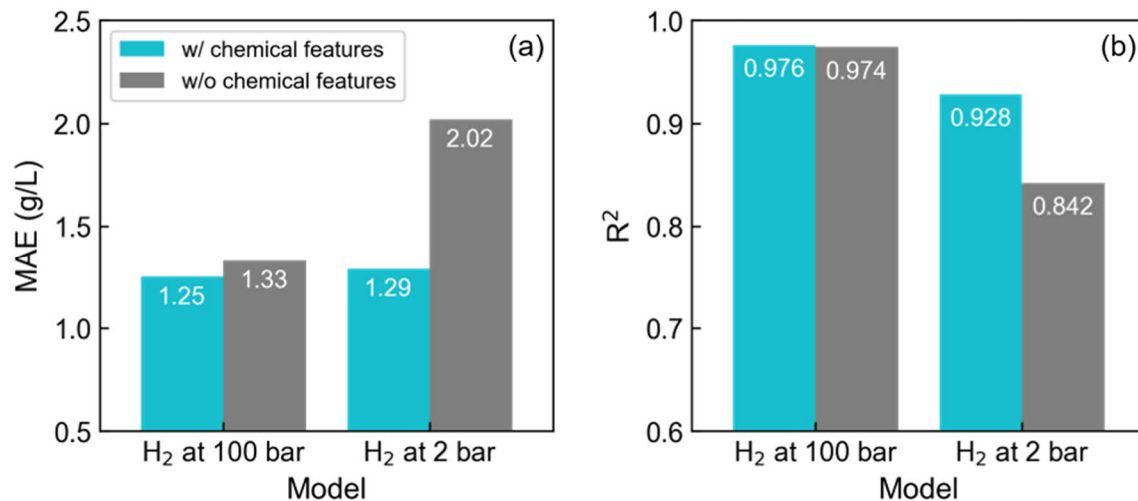 (a)
w/ chemical features
w/o chemical features
MAE (g/L)
2.5
2.0
1.5
1.0
0.5
1.25
1.33
1.29
2.02
H₂ at 100 bar
H₂ at 2 bar
Model
(b)
R²
1.0
0.9
0.8
0.7
0.6
0.976
0.974
0.928
0.842
H₂ at 100 bar
H₂ at 2 bar
Model